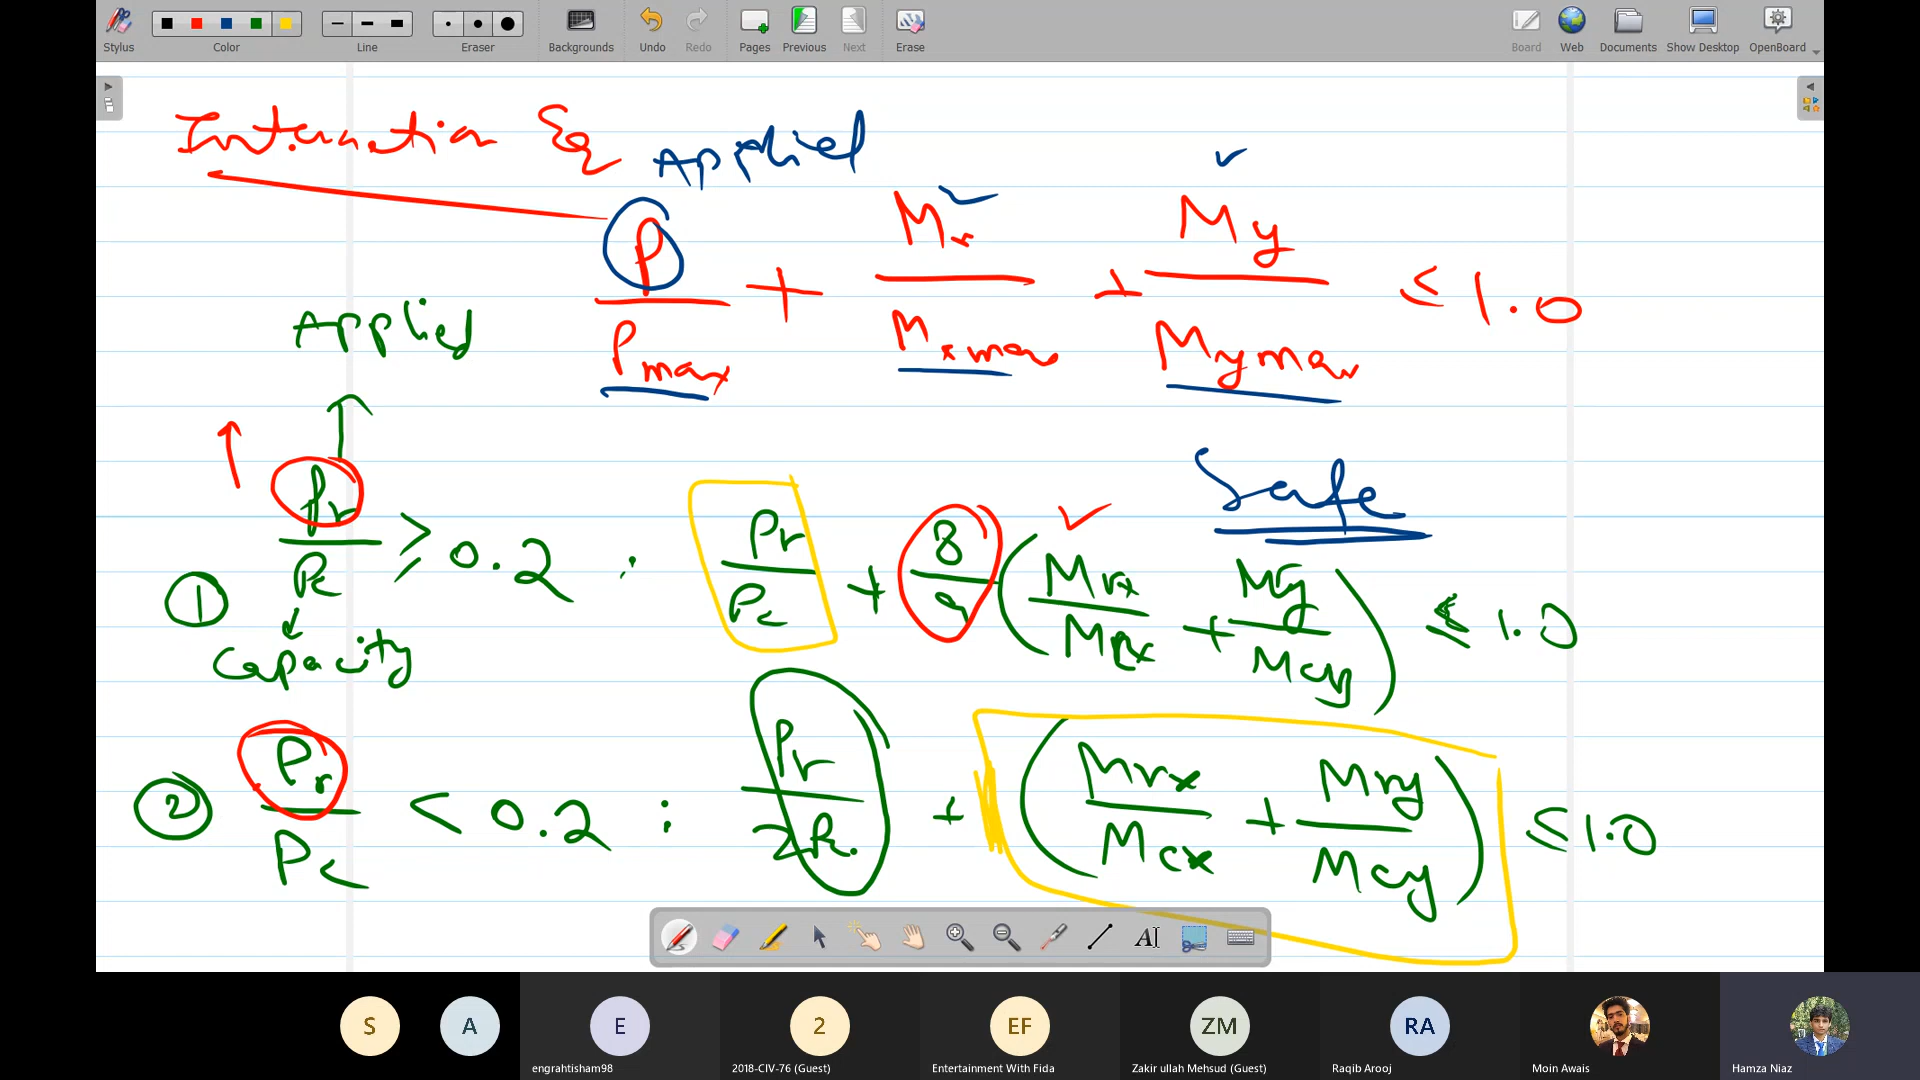 Stylus Color Line Eraser Backgrounds Undo Redo Pages Previous Next Erase Board Web Documents Show Desktop OpenBoard
Interaction Eq Applied
P / Pmax + Mx / Mxmax + My / Mymax ≤ 1.0
Applied
Safe
① Pr / Pc ≥ 0.2 : Pr / Pc + 8 / 9 ( Mrx / Mcx + Mry / Mcy ) ≤ 1.0
Capacity
② Pr / Pc < 0.2 : Pr / 2Pc + ( Mrx / Mcx + Mry / Mcy ) ≤ 1.0
AI
S A E 2 EF ZM RA
engrahtisham98 2018-CIV-76 (Guest) Entertainment With Fida Zakir ullah Mehsud (Guest) Raqib Arooj Moin Awais Hamza Niaz